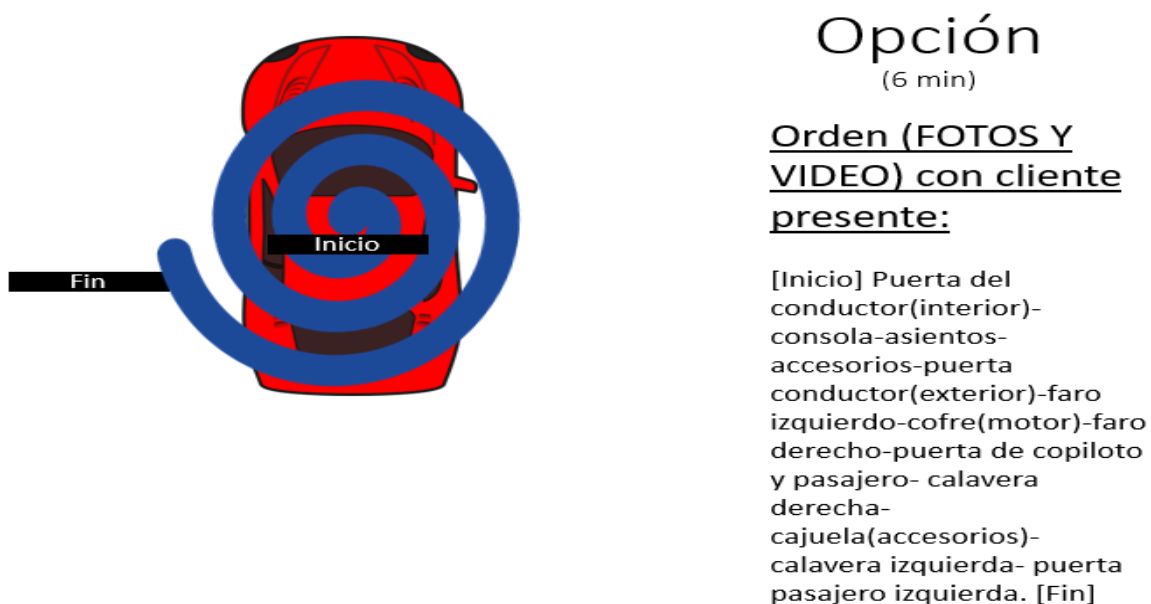 Opción
(6 min)
Orden (FOTOS Y
VIDEO) con cliente
presente:
[Inicio] Puerta del
conductor(interior)-
consola-asientos-
accesorios-puerta
conductor(exterior)-faro
izquierdo-cofre(motor)-faro
derecho-puerta de copiloto
y pasajero- calavera
derecha-
cajuela(accesorios)-
calavera izquierda- puerta
pasajero izquierda. [Fin]
Inicio
Fin